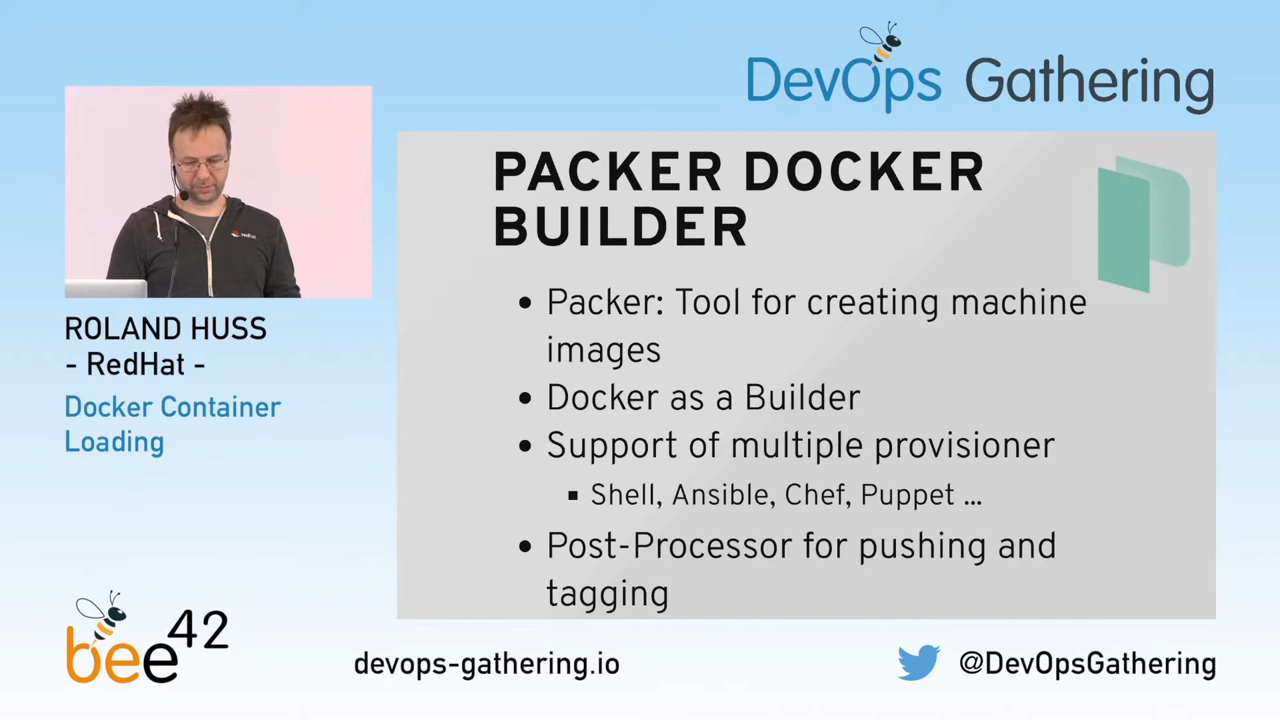 DevOps Gathering
PACKER DOCKER
BUILDER
Packer: Tool for creating machine
images
Docker as a Builder
Support of multiple provisioner
Shell, Ansible, Chef, Puppet ...
Post-Processor for pushing and
tagging
redhat
ROLAND HUSS
- RedHat -
Docker Container
Loading
bee42
devops-gathering.io
@DevOpsGathering